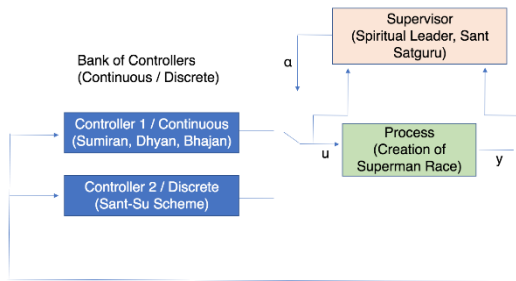 Supervisor
(Spiritual Leader, Sant
Satguru)
α
Bank of Controllers
(Continuous / Discrete)
Controller 1 / Continuous
(Sumiran, Dhyan, Bhajan)
Process
(Creation of
Superman Race)
u
y
Controller 2 / Discrete
(Sant-Su Scheme)